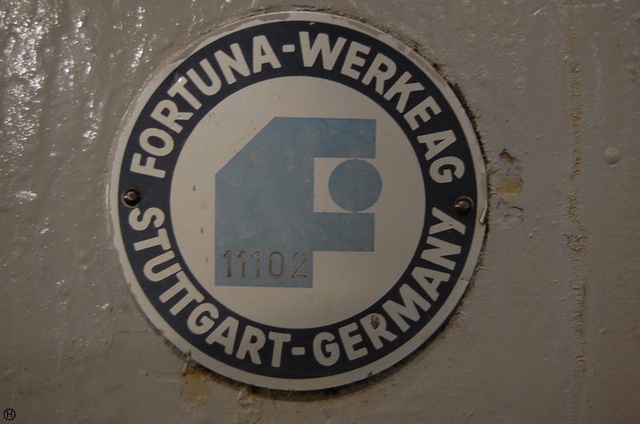 FORTUNA-WERKE AG
11102
STUTTGART-GERMANY
H